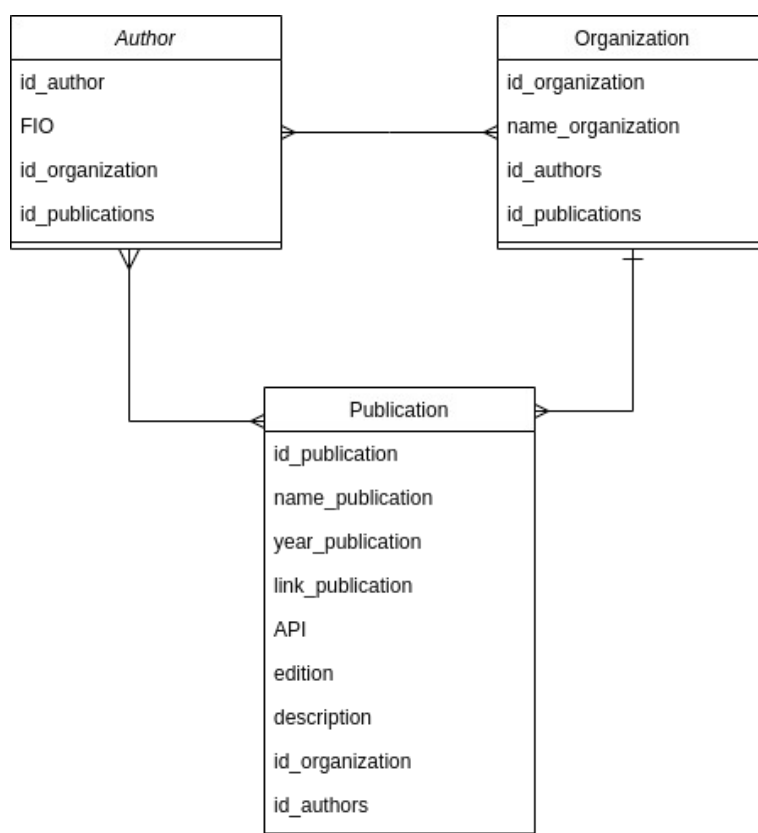 Author
id_author
FIO
id_organization
id_publications
Organization
id_organization
name_organization
id_authors
id_publications
Publication
id_publication
name_publication
year_publication
link_publication
API
edition
description
id_organization
id_authors